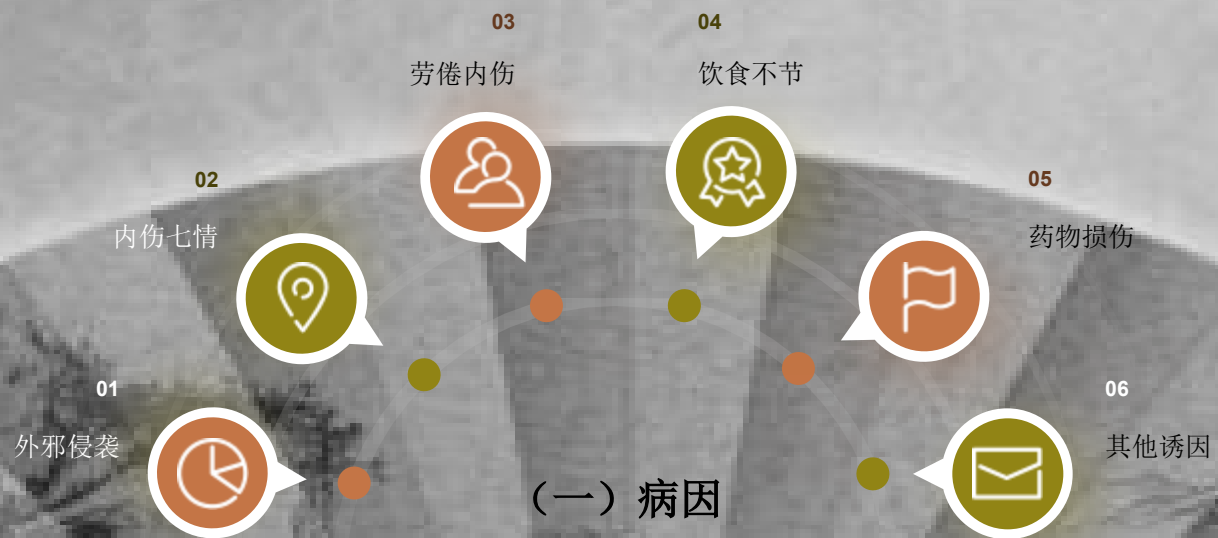 01
外邪侵袭
02
内伤七情
03
劳倦内伤
04
饮食不节
05
药物损伤
06
其他诱因
（一）病因